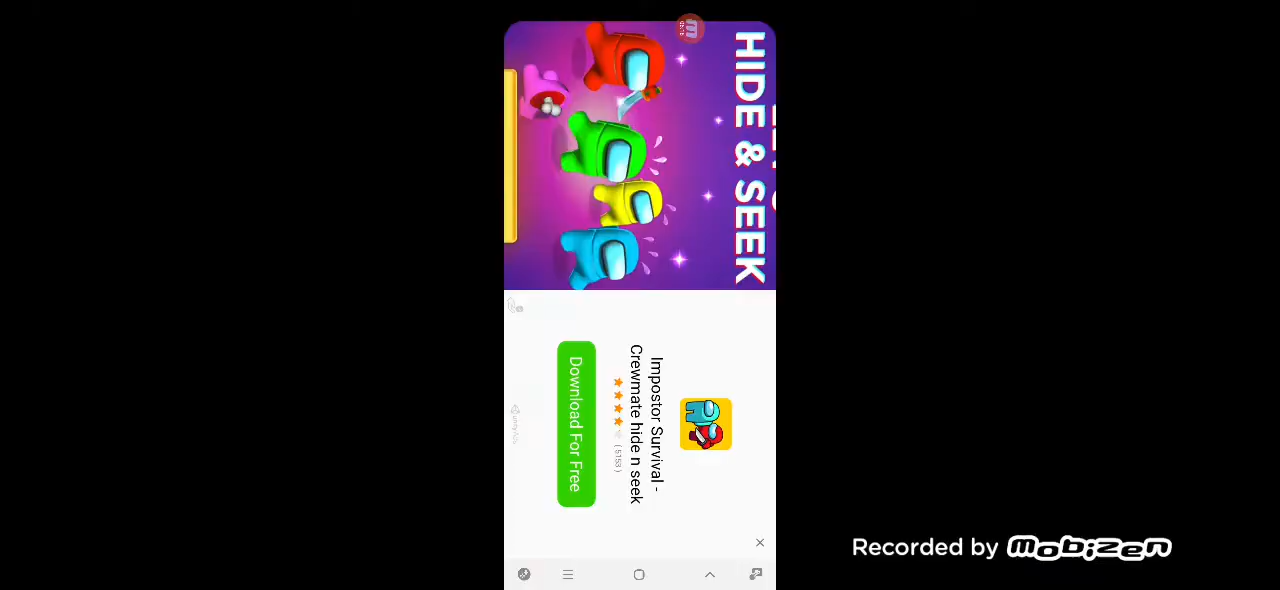 HIDE & SEEK
Impostor Survival -
Crewmate hide n seek
( 5153 )
Download For Free
Recorded by mobizen